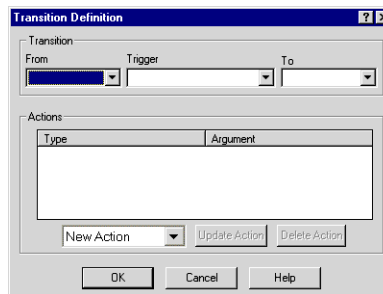 Transition Definition
Transition
From Trigger To
Actions
Type Argument
New Action Update Action Delete Action
OK Cancel Help